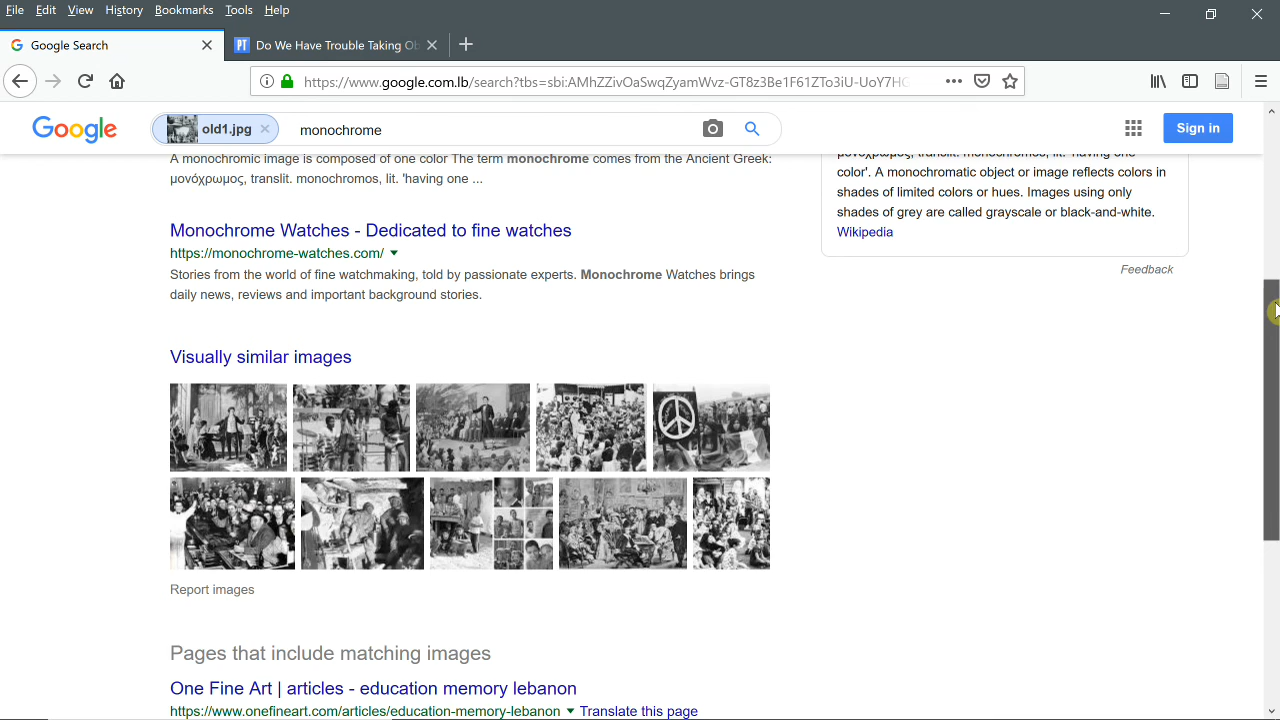 File Edit View History Bookmarks Tools Help
Google Search
PT Do We Have Trouble Taking Ob
https://www.google.com.lb/search?tbs=sbi:AMhZZivOaSwqZyamWvz-GT8z3Be1F61ZTo3iU-UoY7HG
Google old1.jpg monochrome Sign in
A monochromic image is composed of one color The term monochrome comes from the Ancient Greek:
μονόχρωμος, translit. monochromos, lit. 'having one ...
μονόχρωμος, translit. monochromos, lit. 'having one
color'. A monochromatic object or image reflects colors in
shades of limited colors or hues. Images using only
shades of grey are called grayscale or black-and-white.
Wikipedia
Feedback
Monochrome Watches - Dedicated to fine watches
https://monochrome-watches.com/
Stories from the world of fine watchmaking, told by passionate experts. Monochrome Watches brings
daily news, reviews and important background stories.
Visually similar images
Report images
Pages that include matching images
One Fine Art | articles - education memory lebanon
https://www.onefineart.com/articles/education-memory-lebanon Translate this page